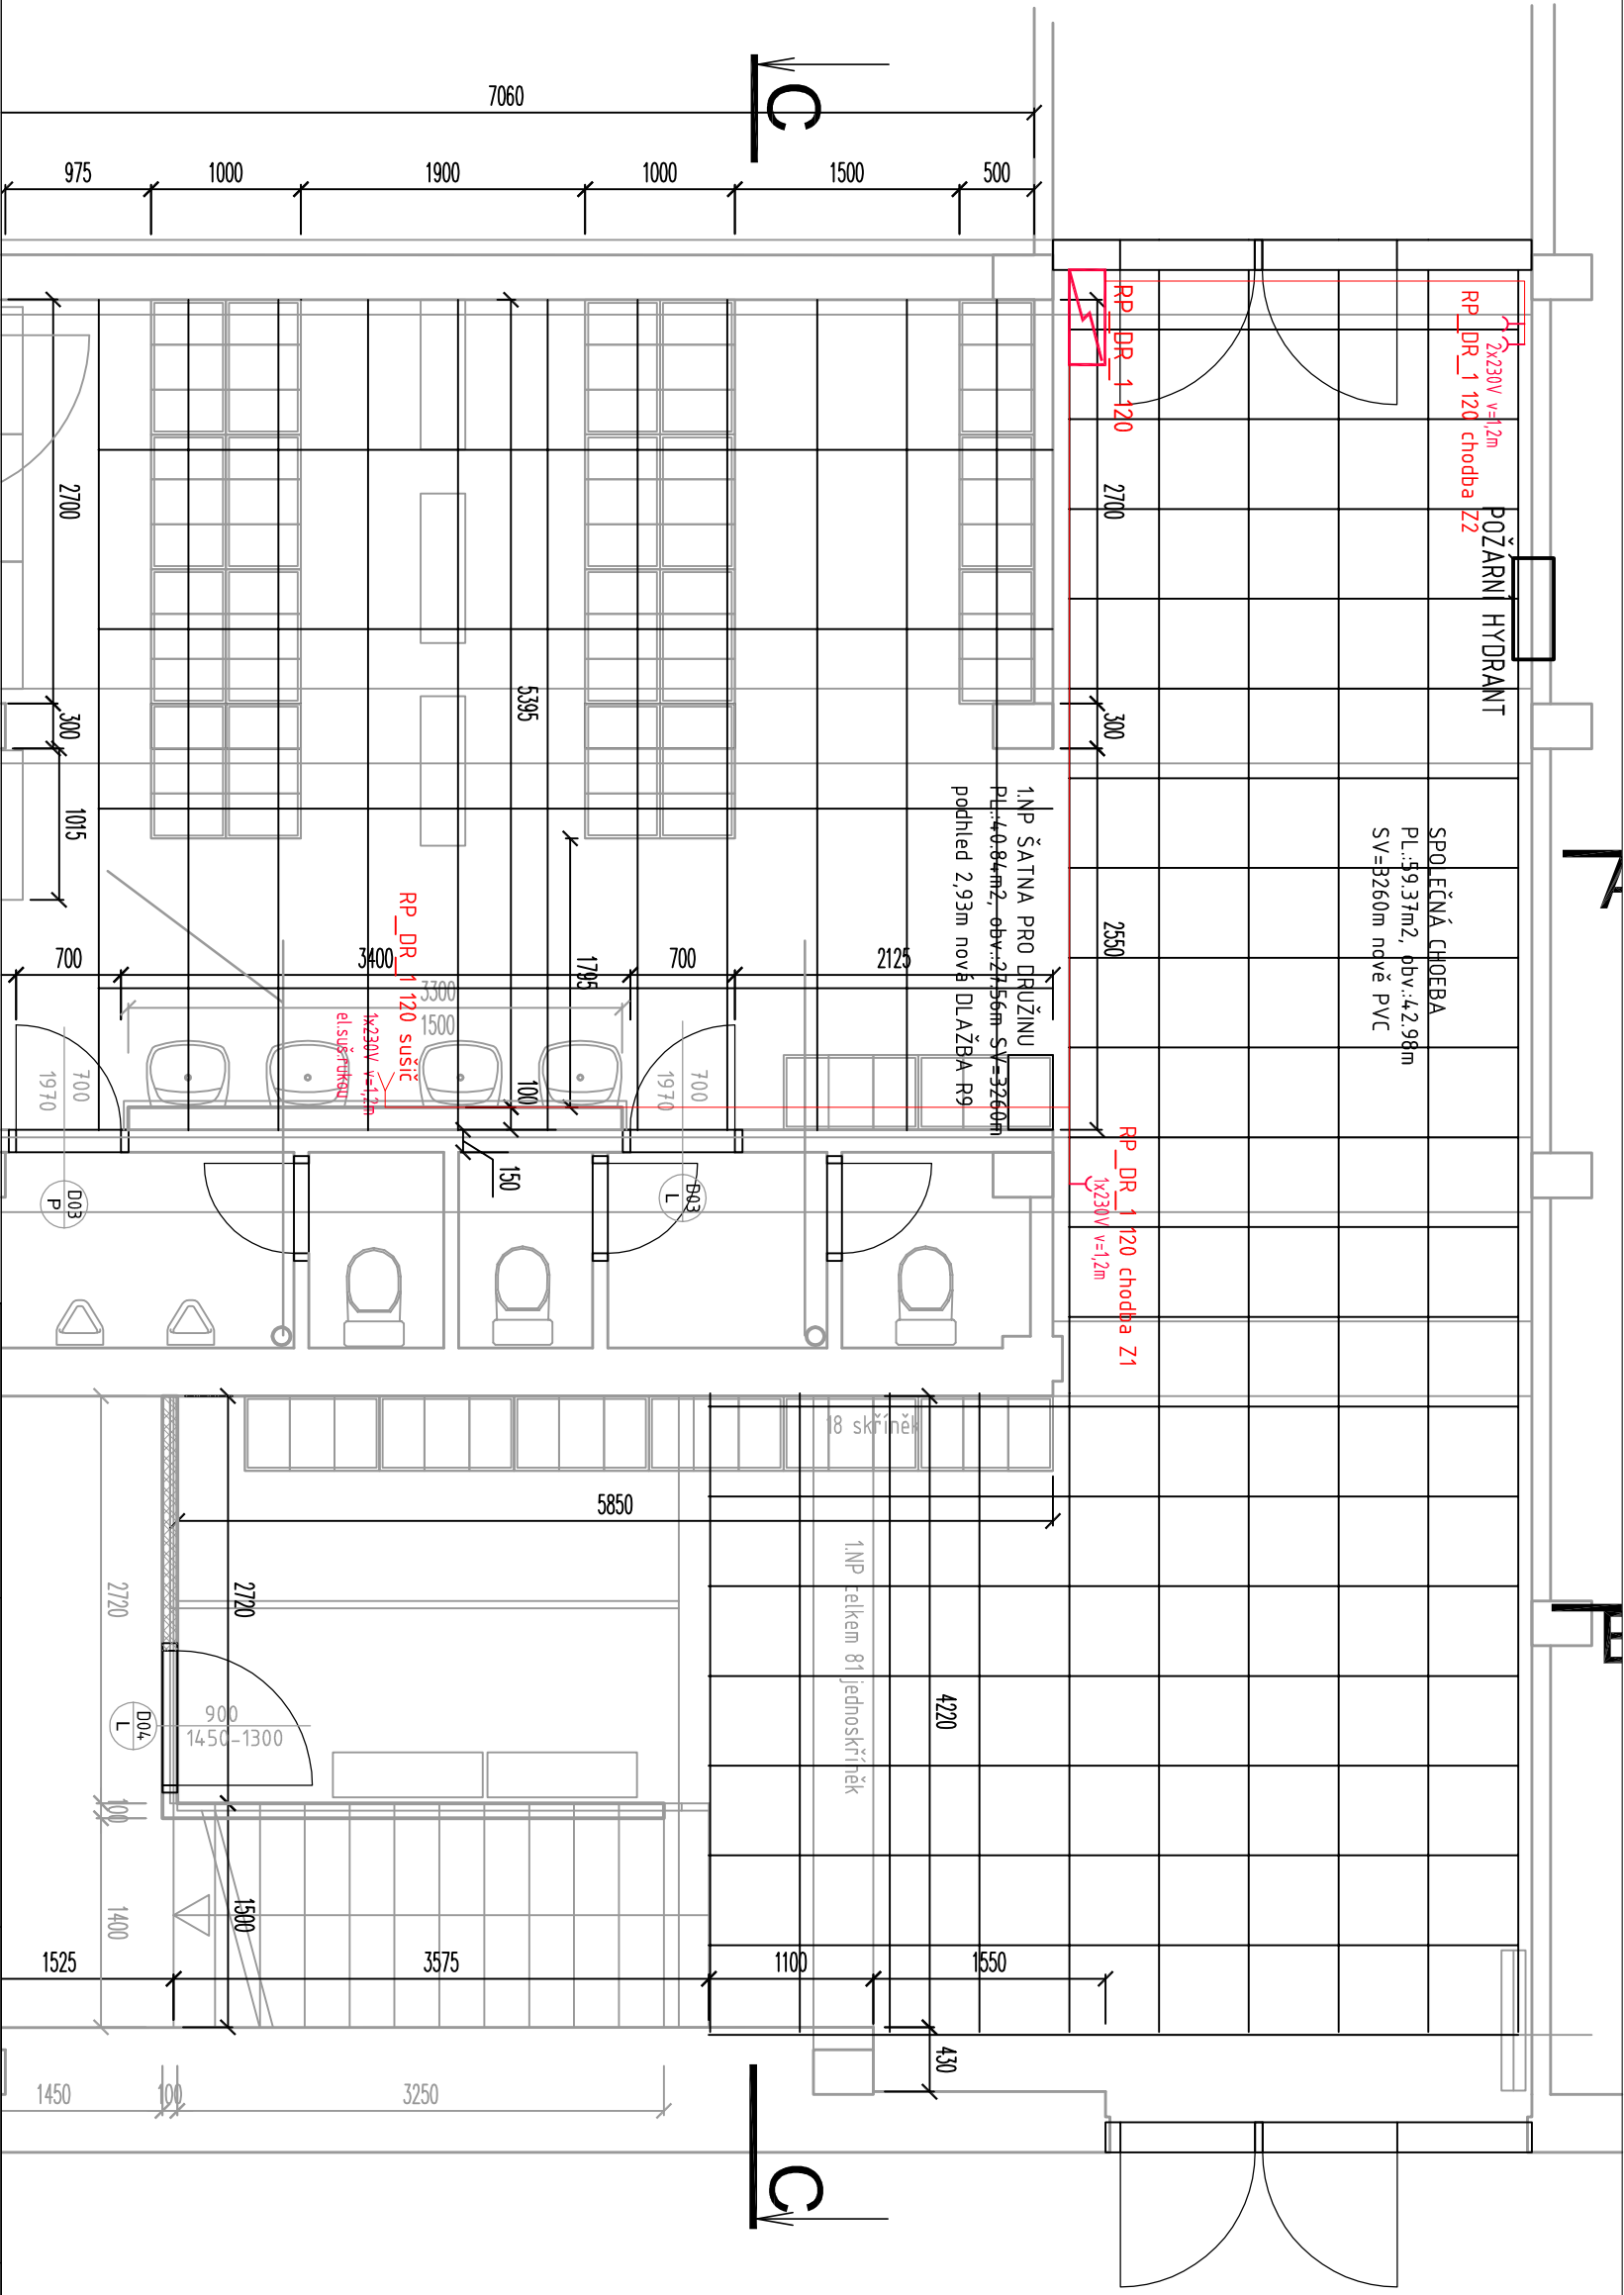 C
7060
975
1000
1900
1000
1500
500
RP_DR_1 120
2x230V v=1,2m
RP_DR_1 120 chodba Z2
POŽÁRNÍ HYDRANT
2700
2700
300
300
5395
1015
2550
SPOLEČNÁ CHODBA
PL.:59.37m2, obv.:42.98m
SV=3260m nově PVC
1.NP ŠATNA PRO DRUŽINU
PL.:40.84m2, obv.:27.56m SV=3260m
podhled 2,93m nová DLAŽBA R9
700
3400
1795
700
2125
3300
1500
RP_DR_1 120 sušič
1x230V v=1,2m
el.suš.rukou
700
1970
700
1970
100
150
D03
P
D03
L
RP_DR_1 120 chodba Z1
1x230V v=1,2m
18 skříněk
5850
1.NP celkem 81 jednoskříněk
2720
2720
4220
900
1450-1300
D04
L
100
1400
1500
1525
3575
1100
1550
430
1450
100
3250
C